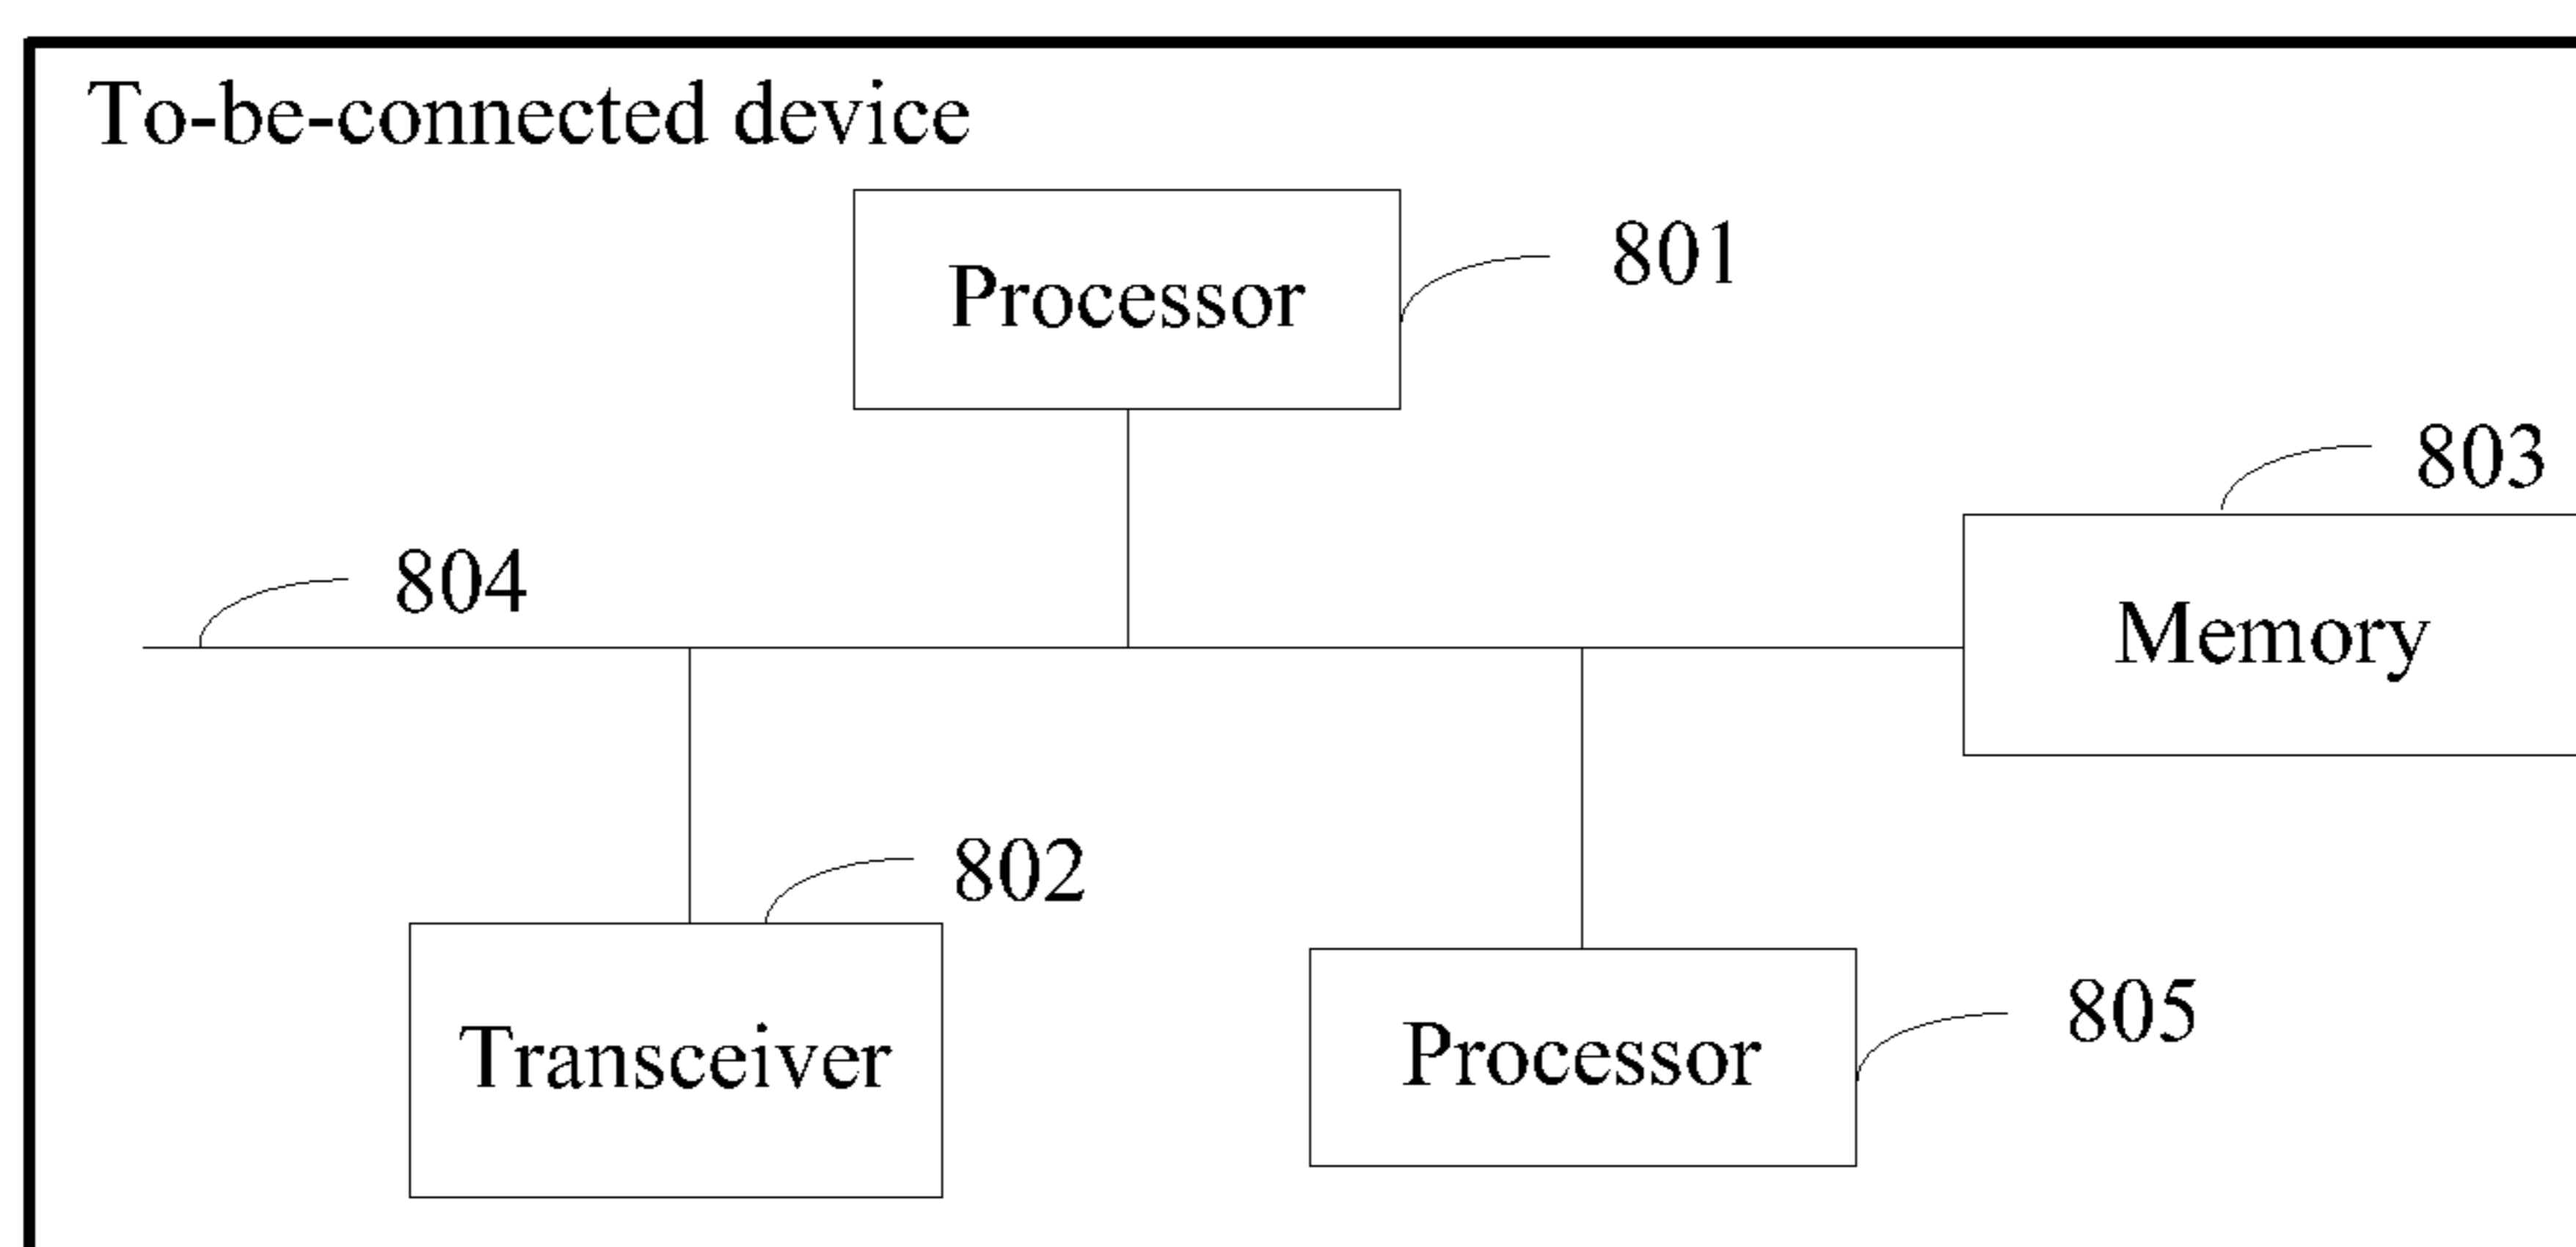 To-be-connected device
Processor
801
803
804
Memory
802
Transceiver
Processor
805